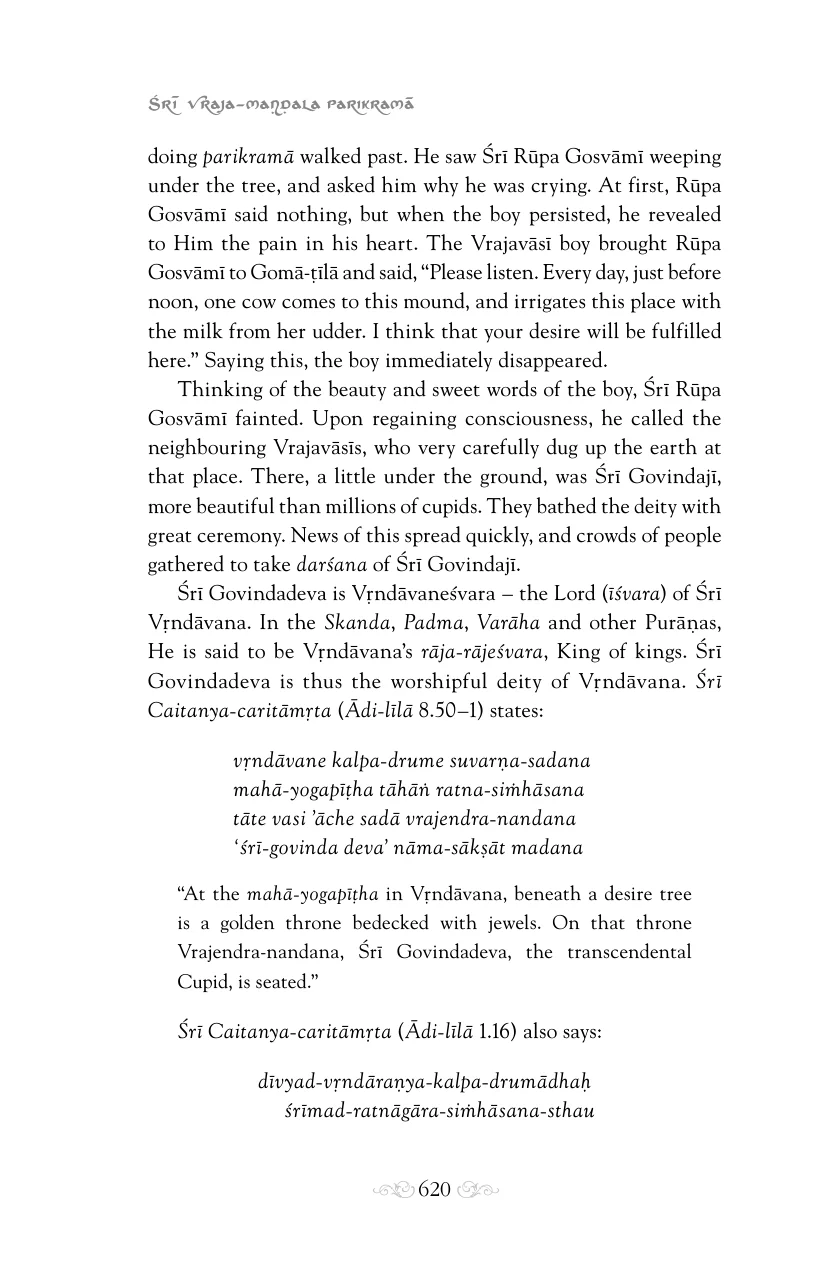 Śrī Vraja-maṇḍala Parikramā
doing parikramā walked past. He saw Śrī Rūpa Gosvāmī weeping
under the tree, and asked him why he was crying. At first, Rūpa
Gosvāmī said nothing, but when the boy persisted, he revealed
to Him the pain in his heart. The Vrajavāsī boy brought Rūpa
Gosvāmī to Gomā-ṭīlā and said, “Please listen. Every day, just before
noon, one cow comes to this mound, and irrigates this place with
the milk from her udder. I think that your desire will be fulfilled
here.” Saying this, the boy immediately disappeared.
Thinking of the beauty and sweet words of the boy, Śrī Rūpa
Gosvāmī fainted. Upon regaining consciousness, he called the
neighbouring Vrajavāsīs, who very carefully dug up the earth at
that place. There, a little under the ground, was Śrī Govindajī,
more beautiful than millions of cupids. They bathed the deity with
great ceremony. News of this spread quickly, and crowds of people
gathered to take darśana of Śrī Govindajī.
Śrī Govindadeva is Vṛndāvaneśvara – the Lord (īśvara) of Śrī
Vṛndāvana. In the Skanda, Padma, Varāha and other Purāṇas,
He is said to be Vṛndāvana’s rāja-rājeśvara, King of kings. Śrī
Govindadeva is thus the worshipful deity of Vṛndāvana. Śrī
Caitanya-caritāmṛta (Ādi-līlā 8.50–1) states:
vṛndāvane kalpa-drume suvarṇa-sadana
mahā-yogapīṭha tāhāṅ ratna-siṁhāsana
tāte vasi ’āche sadā vrajendra-nandana
‘śrī-govinda deva’ nāma-sākṣāt madana
“At the mahā-yogapīṭha in Vṛndāvana, beneath a desire tree
is a golden throne bedecked with jewels. On that throne
Vrajendra-nandana, Śrī Govindadeva, the transcendental
Cupid, is seated.”
Śrī Caitanya-caritāmṛta (Ādi-līlā 1.16) also says:
dīvyad-vṛndāraṇya-kalpa-drumādhaḥ
śrīmad-ratnāgāra-siṁhāsana-sthau
620